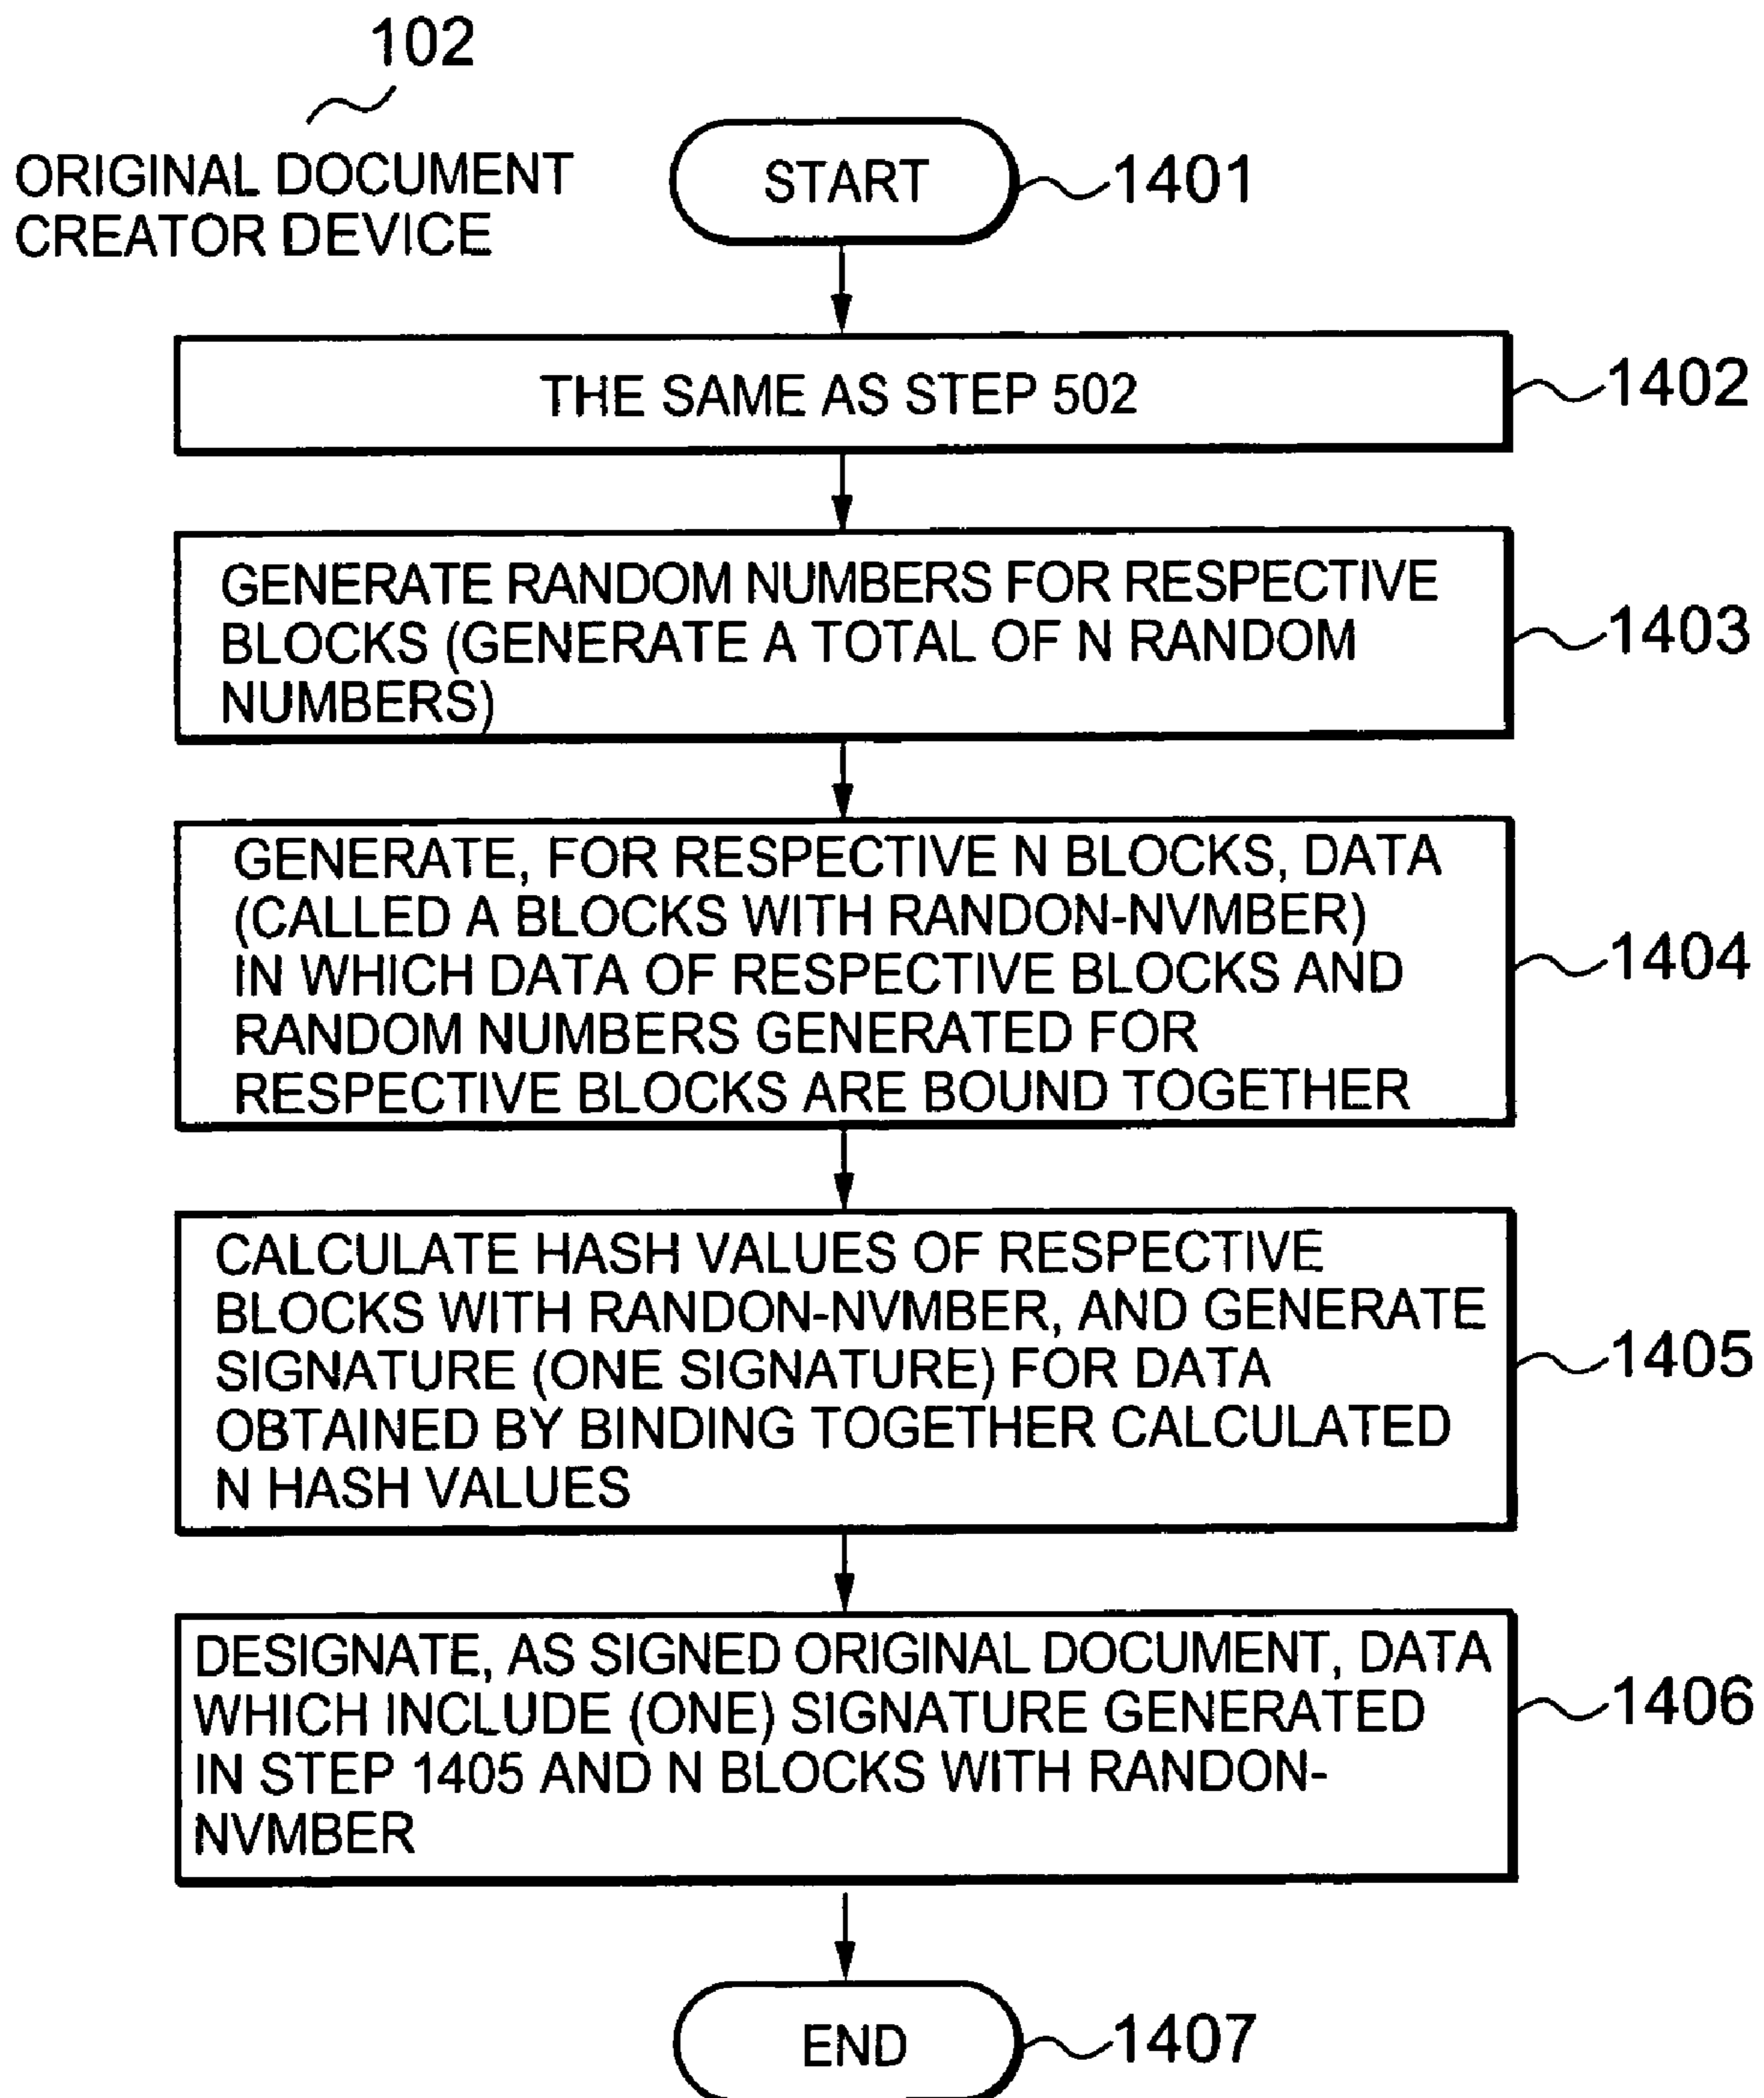 102
ORIGINAL DOCUMENT
CREATOR DEVICE
START
1401
THE SAME AS STEP 502
1402
GENERATE RANDOM NUMBERS FOR RESPECTIVE
BLOCKS (GENERATE A TOTAL OF N RANDOM
NUMBERS)
1403
GENERATE, FOR RESPECTIVE N BLOCKS, DATA
(CALLED A BLOCKS WITH RANDON-NVMBER)
IN WHICH DATA OF RESPECTIVE BLOCKS AND
RANDOM NUMBERS GENERATED FOR
RESPECTIVE BLOCKS ARE BOUND TOGETHER
1404
CALCULATE HASH VALUES OF RESPECTIVE
BLOCKS WITH RANDON-NVMBER, AND GENERATE
SIGNATURE (ONE SIGNATURE) FOR DATA
OBTAINED BY BINDING TOGETHER CALCULATED
N HASH VALUES
1405
DESIGNATE, AS SIGNED ORIGINAL DOCUMENT, DATA
WHICH INCLUDE (ONE) SIGNATURE GENERATED
IN STEP 1405 AND N BLOCKS WITH RANDON-
NVMBER
1406
END
1407